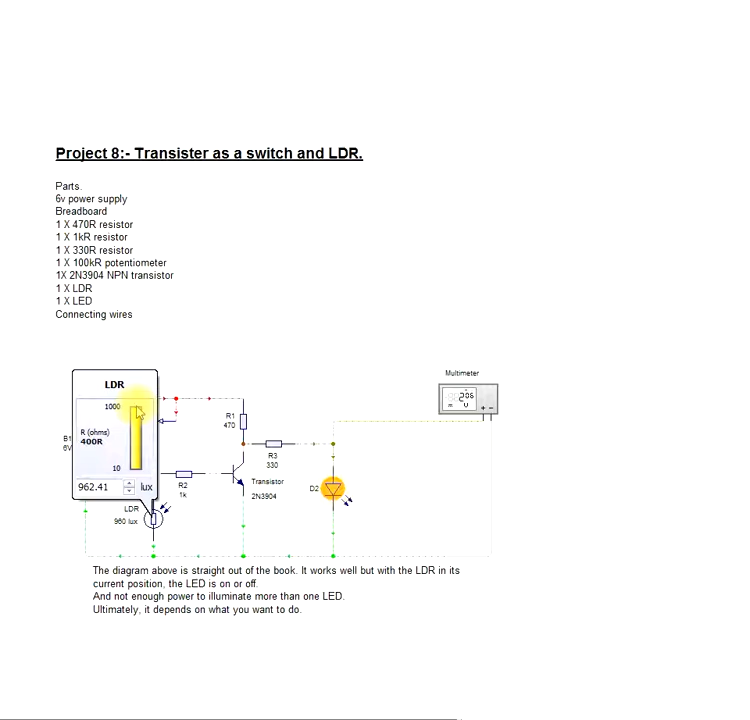 Project 8:- Transister as a switch and LDR.
Parts.
6v power supply
Breadboard
1 X 470R resistor
1 X 1kR resistor
1 X 330R resistor
1 X 100kR potentiometer
1X 2N3904 NPN transistor
1 X LDR
1 X LED
Connecting wires
Multimeter
LDR
1000
R (ohms)
400R
10
962.41 lux
B1
6V
R1
470
R3
330
R2
1k
Transistor
2N3904
D2
LDR
960 lux
2.06
m V
+ -
The diagram above is straight out of the book. It works well but with the LDR in its
current position, the LED is on or off.
And not enough power to illuminate more than one LED.
Ultimately, it depends on what you want to do.